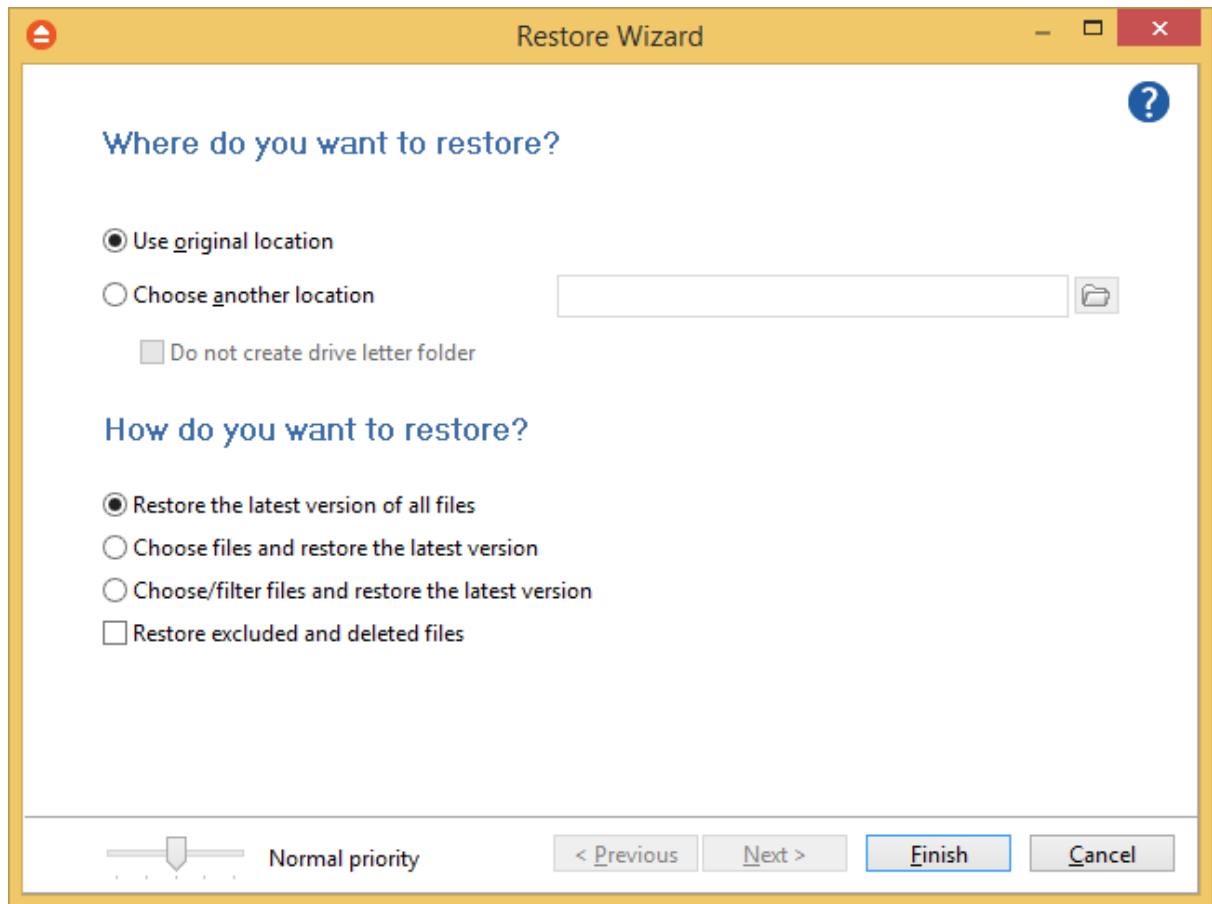 Restore Wizard
?
Where do you want to restore?
Use original location
Choose another location
Do not create drive letter folder
How do you want to restore?
Restore the latest version of all files
Choose files and restore the latest version
Choose/filter files and restore the latest version
Restore excluded and deleted files
Normal priority
< Previous
Next >
Finish
Cancel